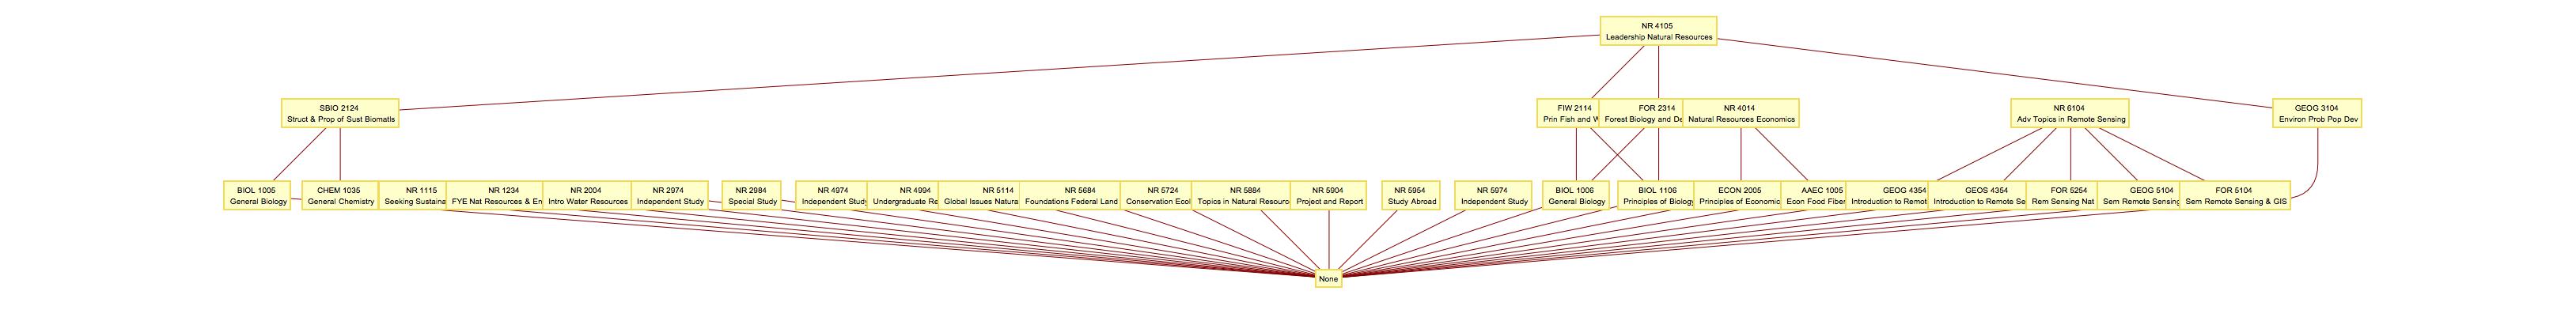 NR 4105
Leadership Natural Resources
SBIO 2124
Struct & Prop of Sust Biomatls
FIW 2114
Prin Fish and W
FOR 2314
Forest Biology and De
NR 4014
Natural Resources Economics
NR 6104
Adv Topics in Remote Sensing
GEOG 3104
Environ Prob Pop Dev
BIOL 1005
General Biology
CHEM 1035
General Chemistry
NR 1115
Seeking Sustaina
NR 1234
FYE Nat Resources & En
NR 2004
Intro Water Resources
NR 2974
Independent Study
NR 2984
Special Study
NR 4974
Independent Study
NR 4994
Undergraduate Re
NR 5114
Global Issues Natura
NR 5684
Foundations Federal Land
NR 5724
Conservation Ecol
NR 5884
Topics in Natural Resourc
NR 5904
Project and Report
NR 5954
Study Abroad
NR 5974
Independent Study
BIOL 1006
General Biology
BIOL 1106
Principles of Biology
ECON 2005
Principles of Economic
AAEC 1005
Econ Food Fiber
GEOG 4354
Introduction to Remot
GEOS 4354
Introduction to Remote Se
FOR 5254
Rem Sensing Nat
GEOG 5104
Sem Remote Sensing
FOR 5104
Sem Remote Sensing & GIS
None